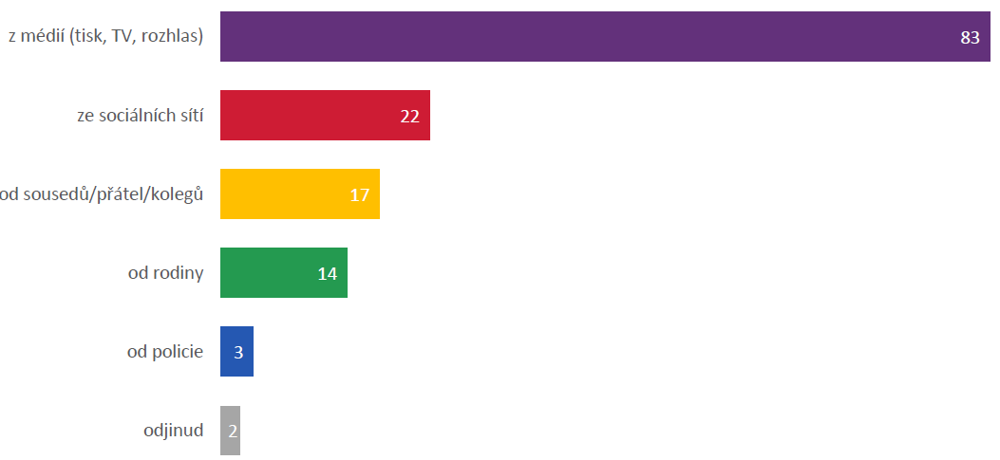 z médií (tisk, TV, rozhlas) 83
ze sociálních sítí 22
od sousedů/přátel/kolegů 17
od rodiny 14
od policie 3
odjinud 2